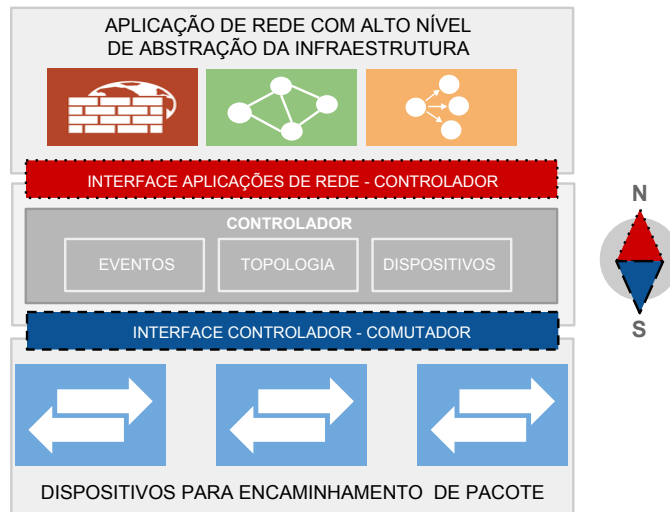 APLICAÇÃO DE REDE COM ALTO NÍVEL
DE ABSTRAÇÃO DA INFRAESTRUTURA
INTERFACE APLICAÇÕES DE REDE - CONTROLADOR
N
CONTROLADOR
EVENTOS
TOPOLOGIA
DISPOSITIVOS
S
INTERFACE CONTROLADOR - COMUTADOR
DISPOSITIVOS PARA ENCAMINHAMENTO DE PACOTE